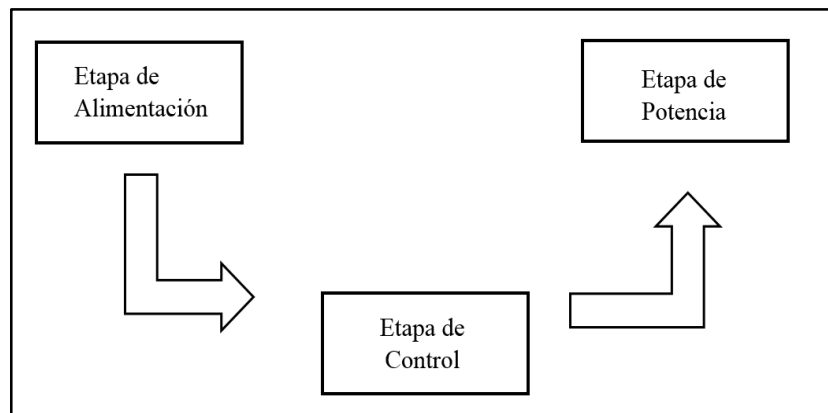 Etapa de
Alimentación
Etapa de
Control
Etapa de
Potencia